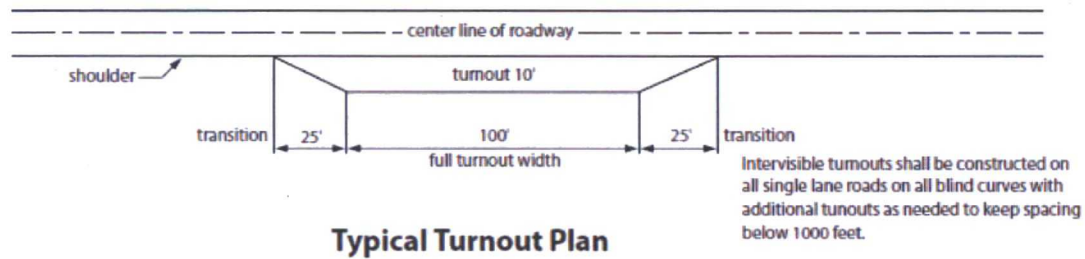 center line of roadway
shoulder
turnout 10'
transition
25'
100'
25'
transition
full turnout width
Intervisible turnouts shall be constructed on
all single lane roads on all blind curves with
additional tunouts as needed to keep spacing
below 1000 feet.
Typical Turnout Plan